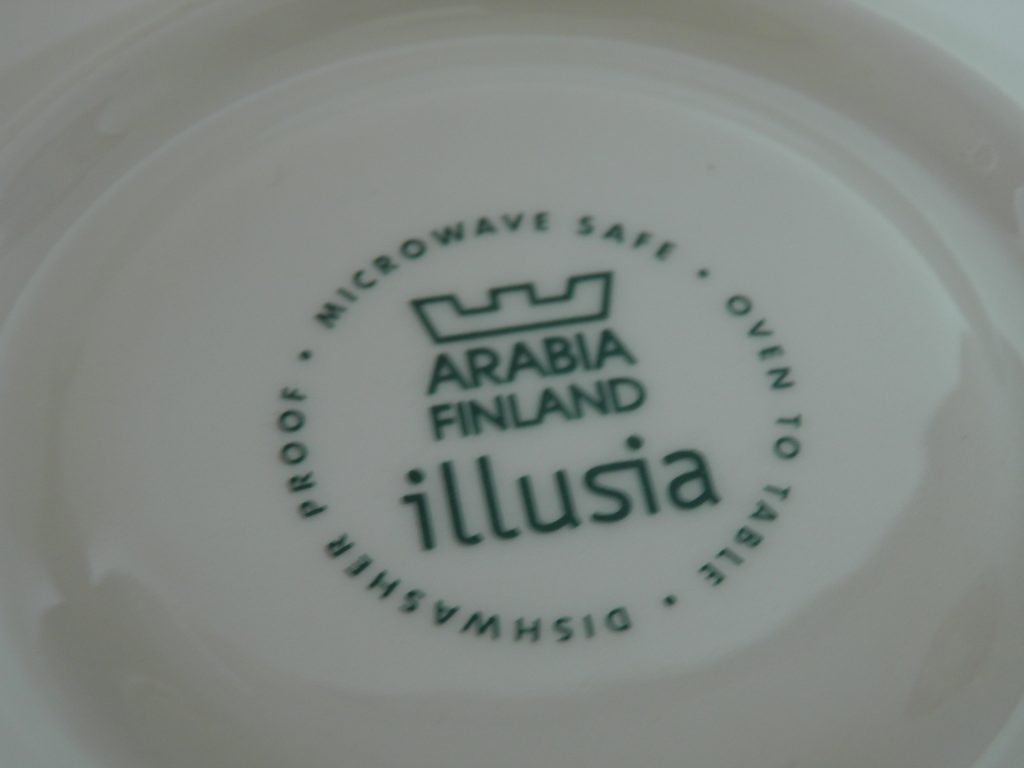 MICROWAVE SAFE • OVEN TO TABLE • DISHWASHER PROOF •
ARABIA
FINLAND
illusia